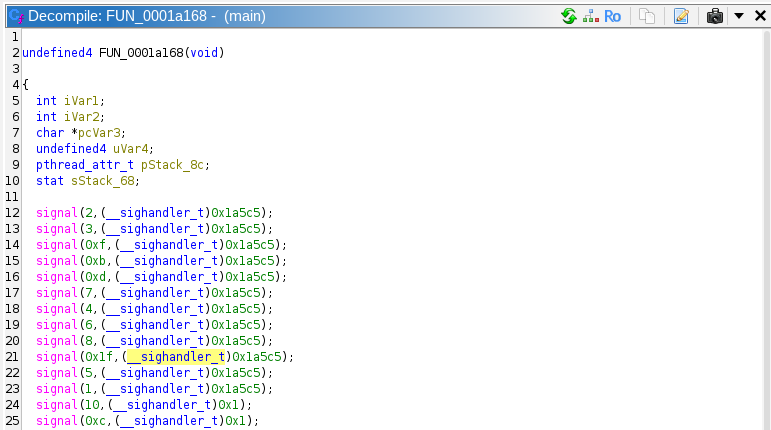 Decompile: FUN_0001a168 - (main)
Ro
1
2 undefined4 FUN_0001a168(void)
3
4 {
5 int iVar1;
6 int iVar2;
7 char *pcVar3;
8 undefined4 uVar4;
9 pthread_attr_t pStack_8c;
10 stat sStack_68;
11
12 signal(2,(__sighandler_t)0x1a5c5);
13 signal(3,(__sighandler_t)0x1a5c5);
14 signal(0xf,(__sighandler_t)0x1a5c5);
15 signal(0xb,(__sighandler_t)0x1a5c5);
16 signal(0xd,(__sighandler_t)0x1a5c5);
17 signal(7,(__sighandler_t)0x1a5c5);
18 signal(4,(__sighandler_t)0x1a5c5);
19 signal(6,(__sighandler_t)0x1a5c5);
20 signal(8,(__sighandler_t)0x1a5c5);
21 signal(0x1f,(__sighandler_t)0x1a5c5);
22 signal(5,(__sighandler_t)0x1a5c5);
23 signal(1,(__sighandler_t)0x1a5c5);
24 signal(10,(__sighandler_t)0x1);
25 signal(0xc,(__sighandler_t)0x1);